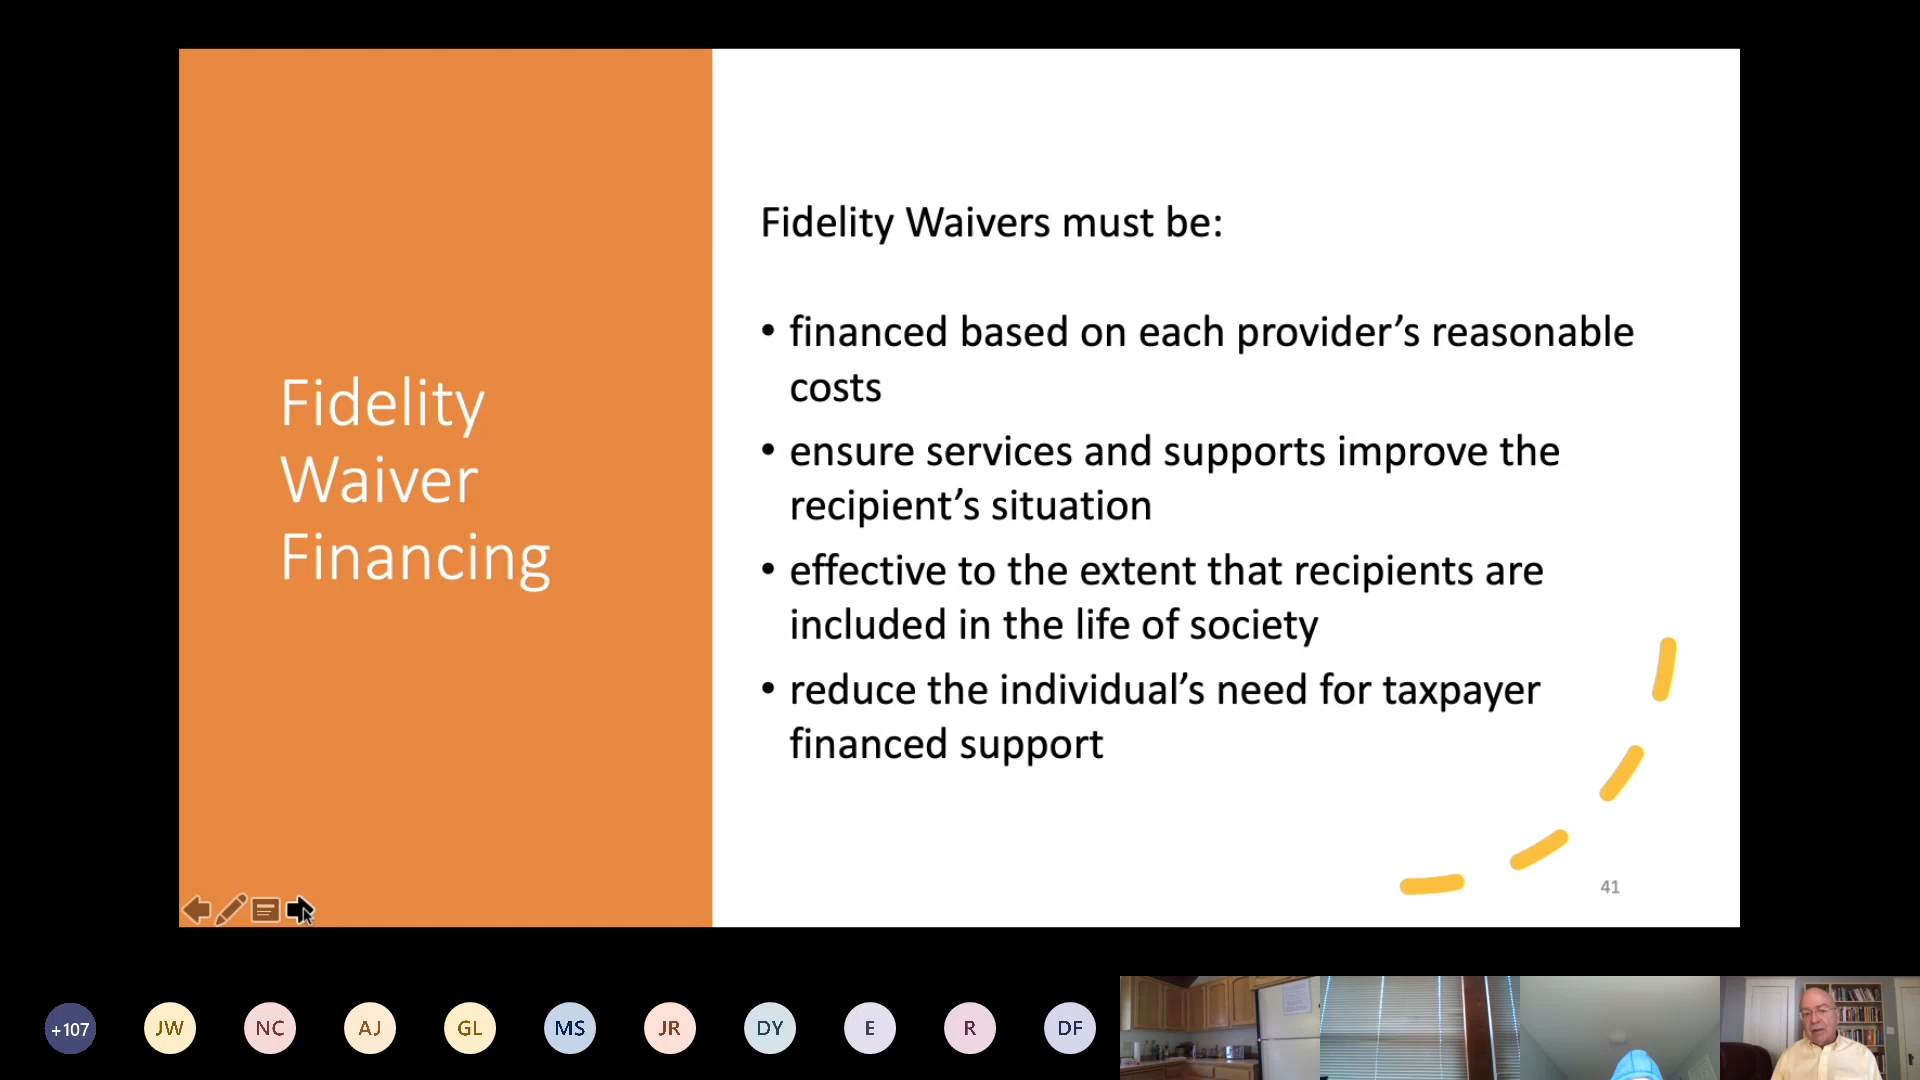 Fidelity
Waiver
Financing
Fidelity Waivers must be:
• financed based on each provider’s reasonable
costs
• ensure services and supports improve the
recipient’s situation
• effective to the extent that recipients are
included in the life of society
• reduce the individual’s need for taxpayer
financed support
41
+107
JW
NC
AJ
GL
MS
JR
DY
E
R
DF